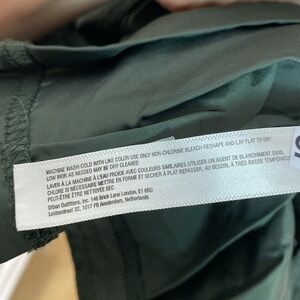 MACHINE WASH COLD WITH LIKE COLOR USE ONLY NON-CHLORINE BLEACH RESHAPE AND LAY FLAT TO DRY
LOW IRON AS NEEDED MAY BE DRY CLEANED
LAVER À LA MACHINE À L'EAU FROIDE AVEC COULEURS SIMILAIRES UTILISER UN AGENT DE BLANCHIMENT SANS
CHLORE SI NÉCESSAIRE METTRE EN FORME ET SÉCHER À PLAT REPASSER, AU BESOIN, À TRÈS BASSE TEMPÉRATURE
PEUT-ÊTRE ÊTRE NETTOYÉE SEC
Urban Outfitters, Inc. 146 Brick Lane, London, E1 6RU
Leidsestraat 32, 1017 PB Amsterdam, Netherlands